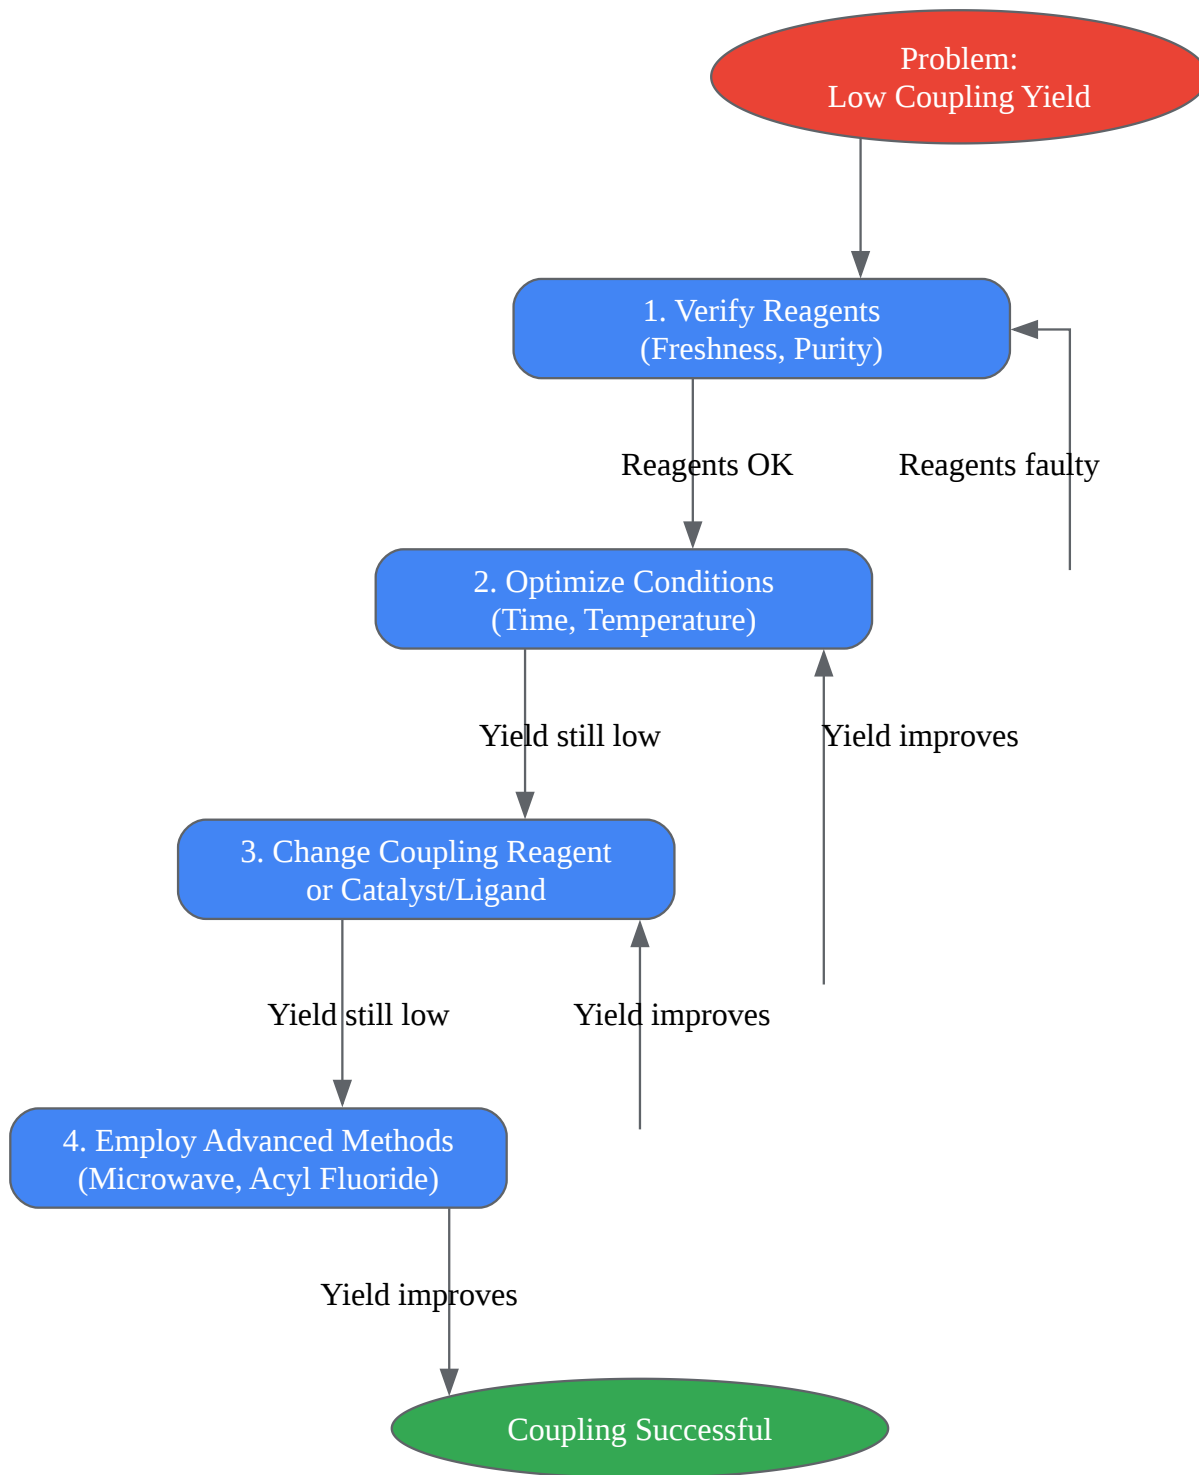 Problem:
Low Coupling Yield
1. Verify Reagents
(Freshness, Purity)
Reagents OK
Reagents faulty
2. Optimize Conditions
(Time, Temperature)
Yield still low
Yield improves
3. Change Coupling Reagent
or Catalyst/Ligand
Yield still low
Yield improves
4. Employ Advanced Methods
(Microwave, Acyl Fluoride)
Yield improves
Coupling Successful